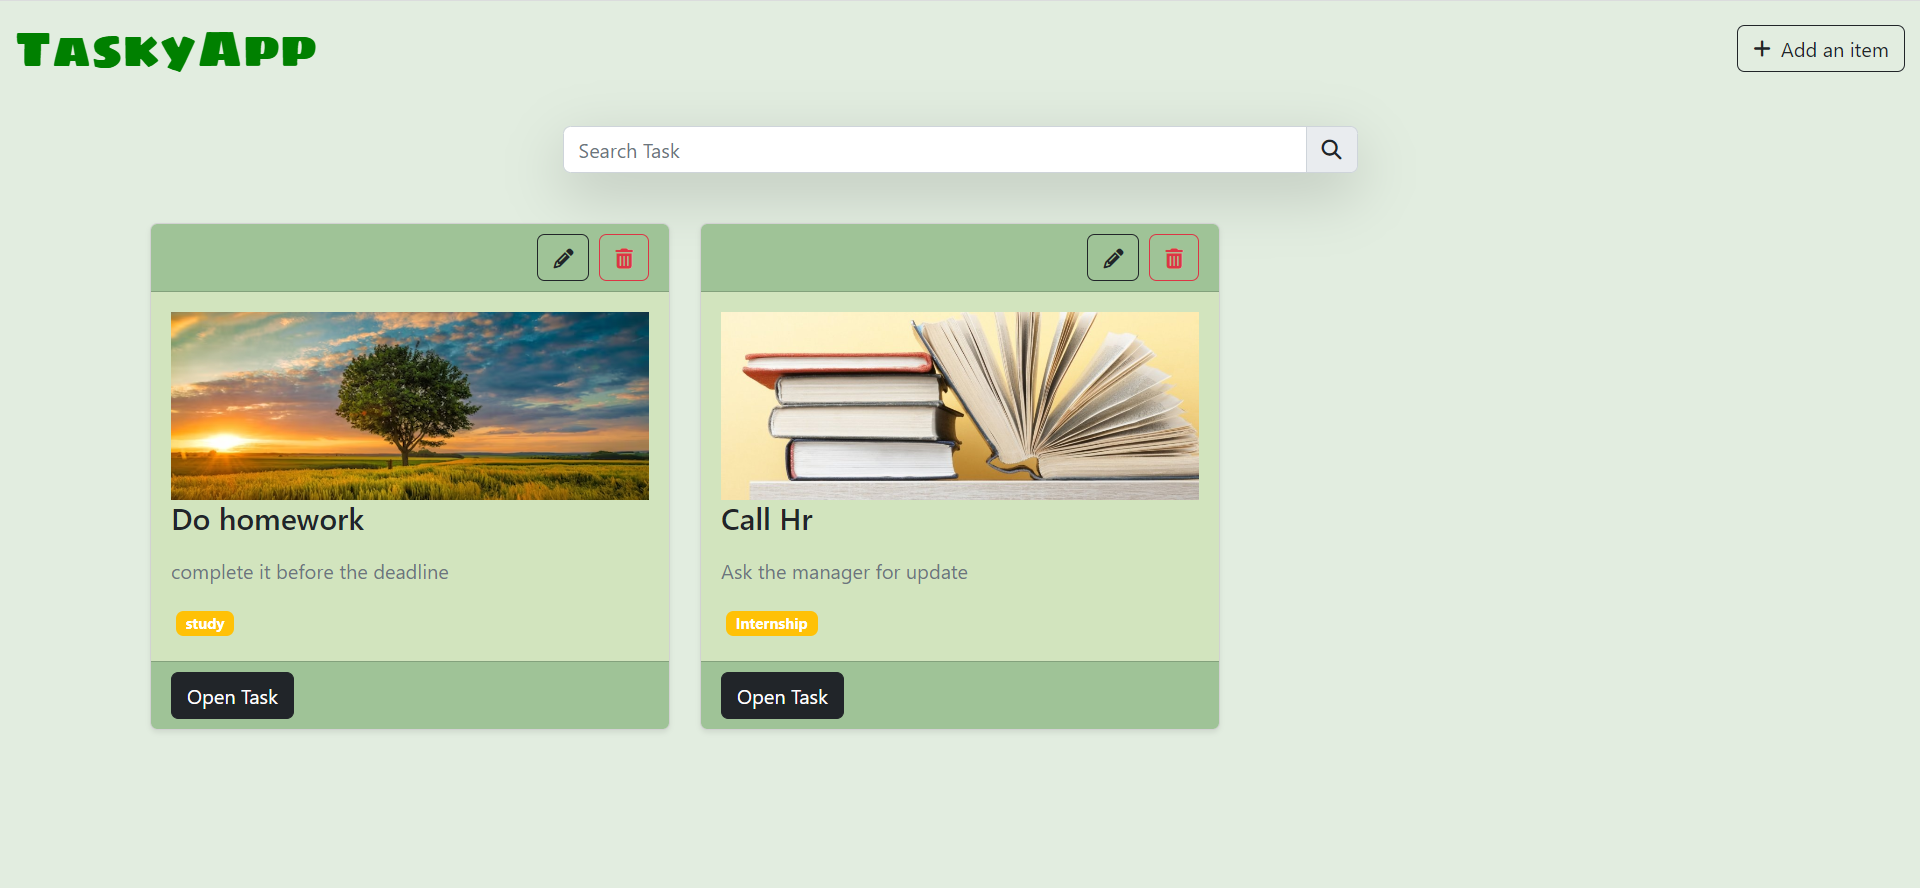 TaskyApp
Add an item
Search Task
Do homework
complete it before the deadline
study
Open Task
Call Hr
Ask the manager for update
Internship
Open Task